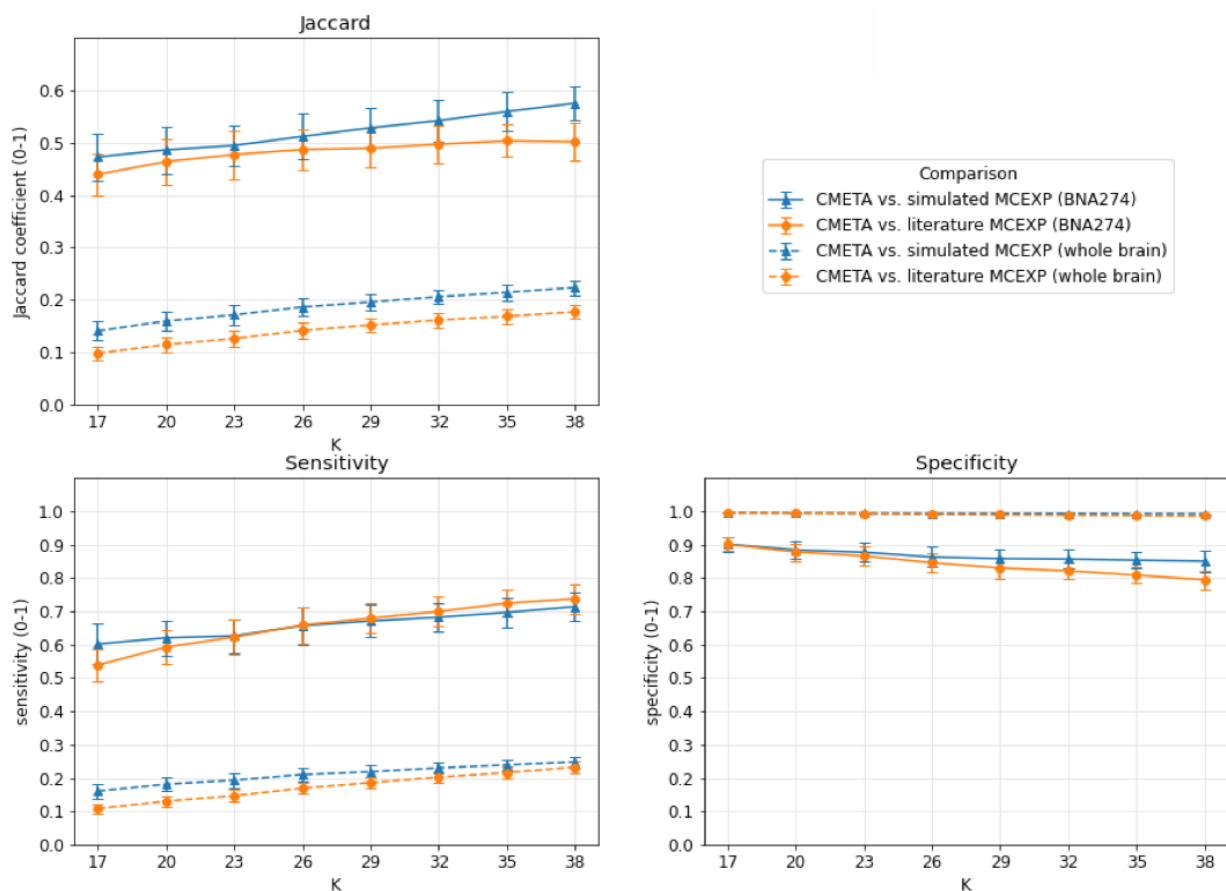 Jaccard
Jaccard coefficient (0-1)
0.6
0.5
0.4
0.3
0.2
0.1
0.0
17 20 23 26 29 32 35 38
K
Comparison
CMETA vs. simulated MCEXP (BNA274)
CMETA vs. literature MCEXP (BNA274)
CMETA vs. simulated MCEXP (whole brain)
CMETA vs. literature MCEXP (whole brain)
Sensitivity
sensitivity (0-1)
1.0
0.9
0.8
0.7
0.6
0.5
0.4
0.3
0.2
0.1
0.0
17 20 23 26 29 32 35 38
K
Specificity
specificity (0-1)
1.0
0.9
0.8
0.7
0.6
0.5
0.4
0.3
0.2
0.1
0.0
17 20 23 26 29 32 35 38
K